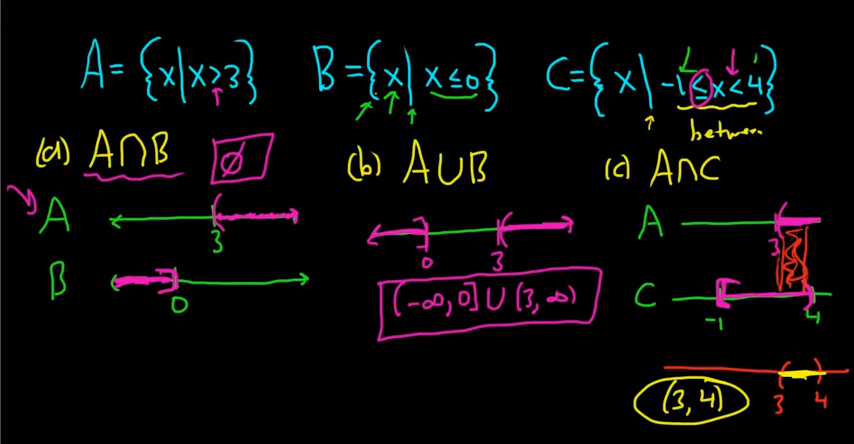 A = {x|x>3} B = {x| x≤0} C = {x| -1≤x<4}
between
(a) A∩B ∅ (b) A∪B (c) A∩C
A 3
B 0
0 3
(-∞,0]∪(3,∞)
A 3
C -1 4
(3,4) 3 4